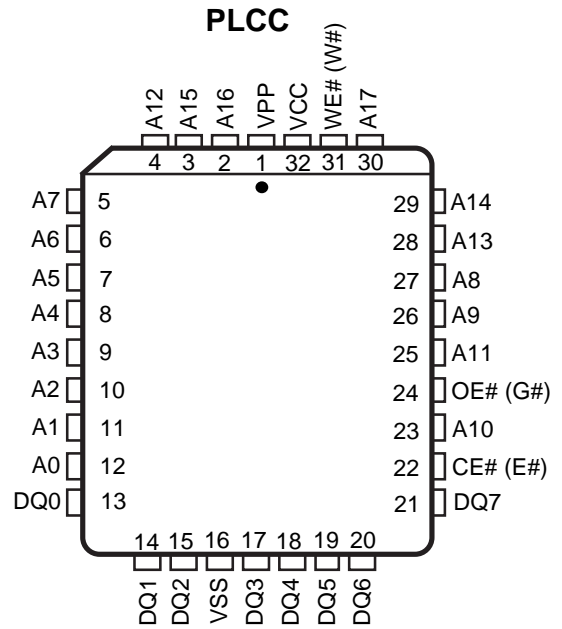 PLCC
A12 A15 A16 VPP VCC WE# (W#) A17
4 3 2 1 32 31 30
A7 5 29 A14
A6 6 28 A13
A5 7 27 A8
A4 8 26 A9
A3 9 25 A11
A2 10 24 OE# (G#)
A1 11 23 A10
A0 12 22 CE# (E#)
DQ0 13 21 DQ7
14 15 16 17 18 19 20
DQ1 DQ2 VSS DQ3 DQ4 DQ5 DQ6